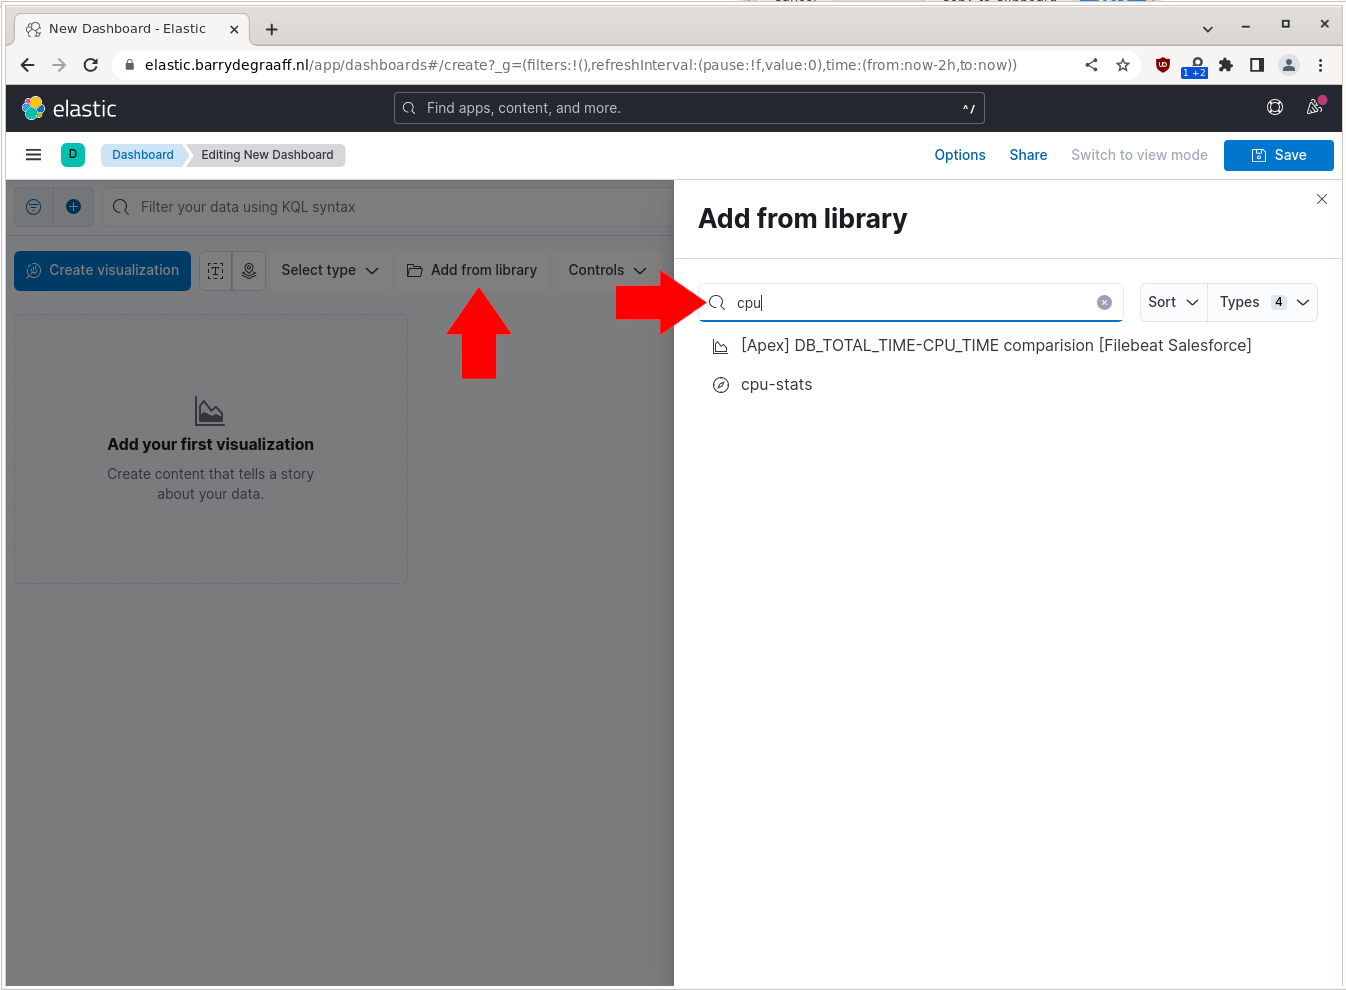 New Dashboard - Elastic
elastic.barrydegraaff.nl/app/dashboards#/create?_g=(filters:!(),refreshInterval:(pause:!f,value:0),time:(from:now-2h,to:now))
1 +2
elastic
Find apps, content, and more.
^/
D
Dashboard
Editing New Dashboard
Options
Share
Switch to view mode
Save
Filter your data using KQL syntax
Create visualization
Select type
Add from library
Controls
Add your first visualization
Create content that tells a story
about your data.
Add from library
cpu
Sort
Types 4
[Apex] DB_TOTAL_TIME-CPU_TIME comparision [Filebeat Salesforce]
cpu-stats